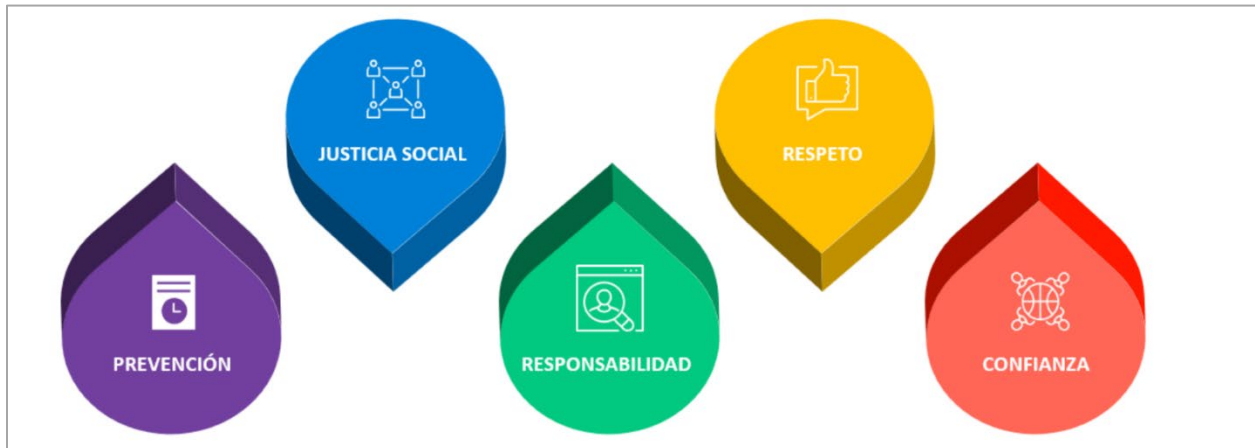 JUSTICIA SOCIAL
RESPETO
PREVENCIÓN
RESPONSABILIDAD
CONFIANZA